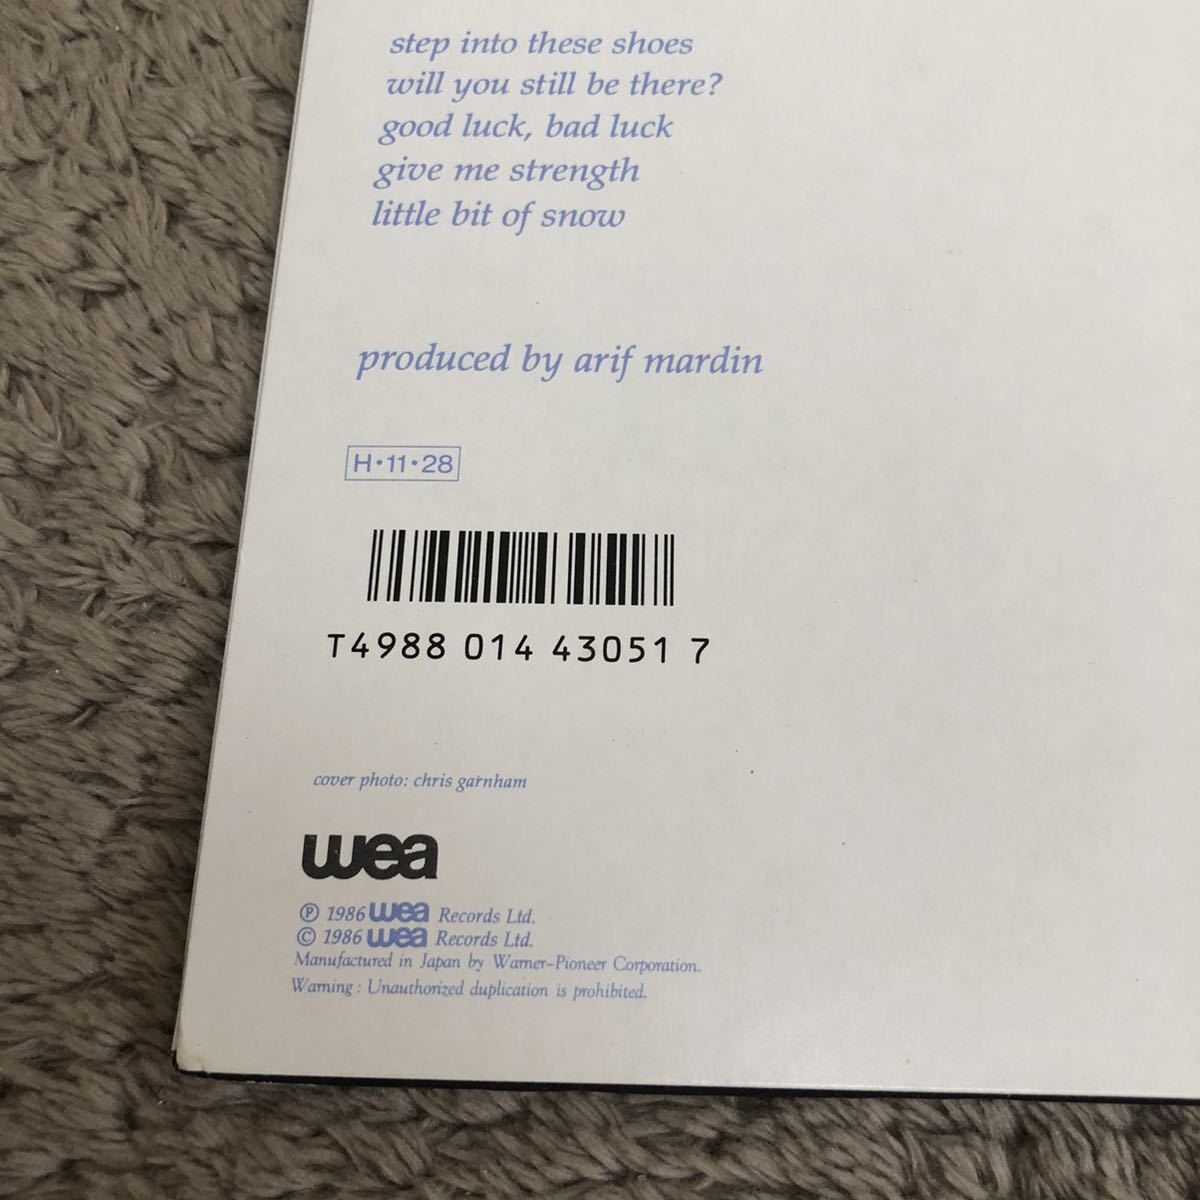 step into these shoes
will you still be there?
good luck, bad luck
give me strength
little bit of snow
produced by arif mardin
H・11・28
T4988 014 43051 7
cover photo: chris garnham
wea
Ⓟ 1986 wea Records Ltd.
© 1986 wea Records Ltd.
Manufactured in Japan by Warner-Pioneer Corporation.
Warning : Unauthorized duplication is prohibited.